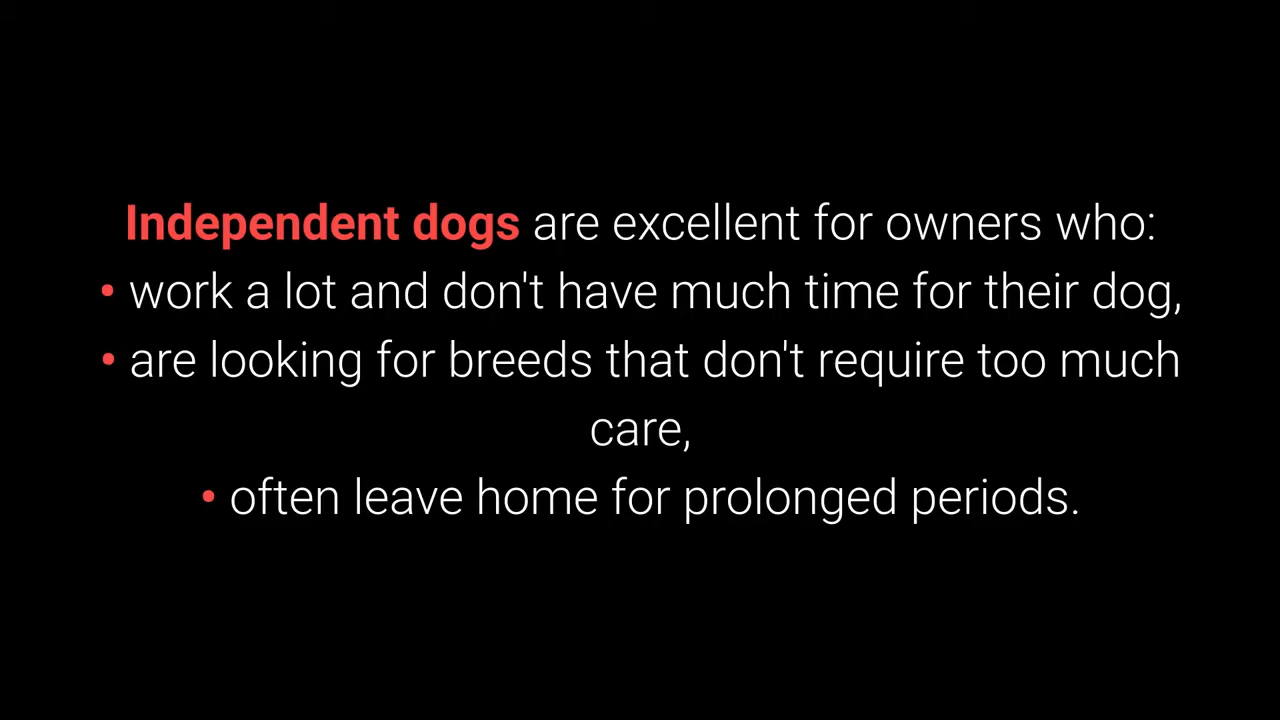 Independent dogs are excellent for owners who:
• work a lot and don't have much time for their dog,
• are looking for breeds that don't require too much
care,
• often leave home for prolonged periods.